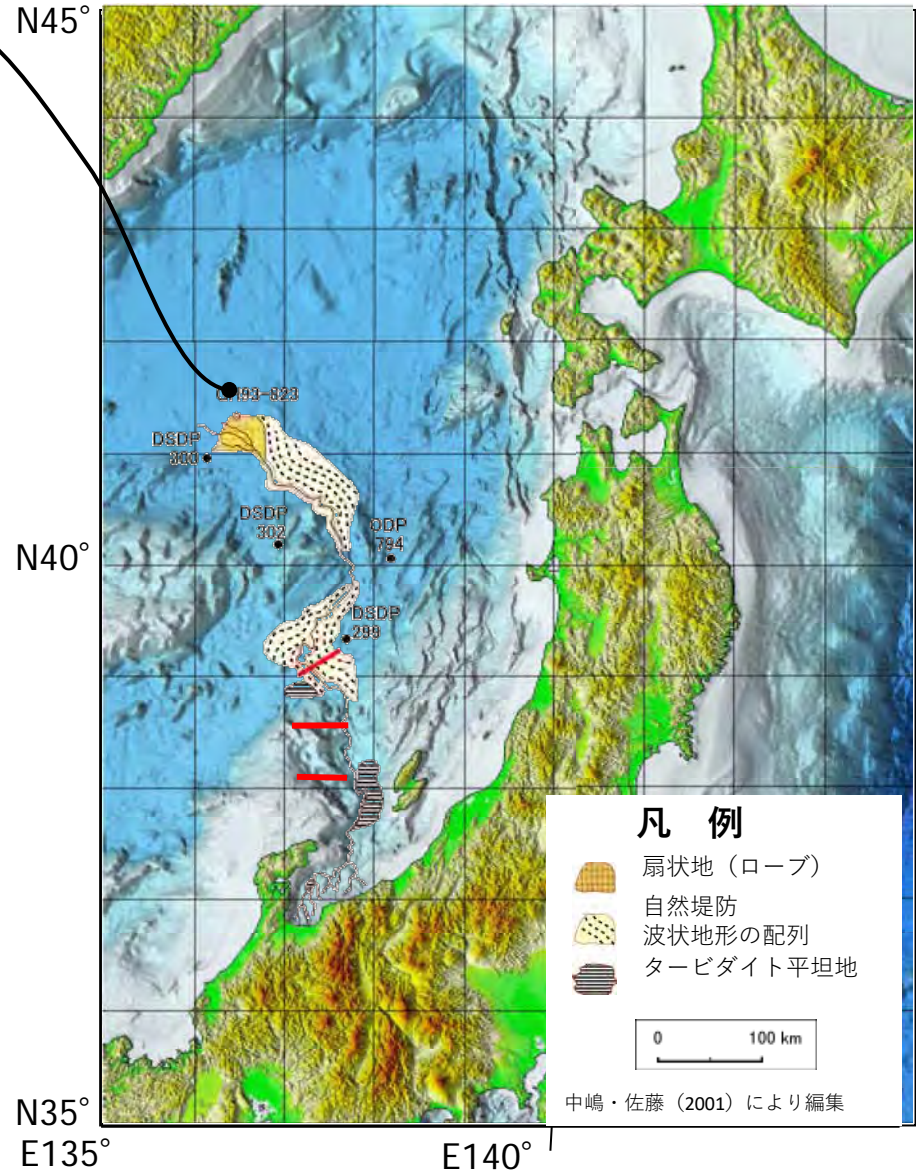 N45°
DSDP
302
ODP
794
N40°
DSDP
299
凡 例
扇状地（ローブ）
自然堤防
波状地形の配列
タービダイト平坦地
0 100 km
中嶋・佐藤（2001）により編集
N35°
E135°
E140°